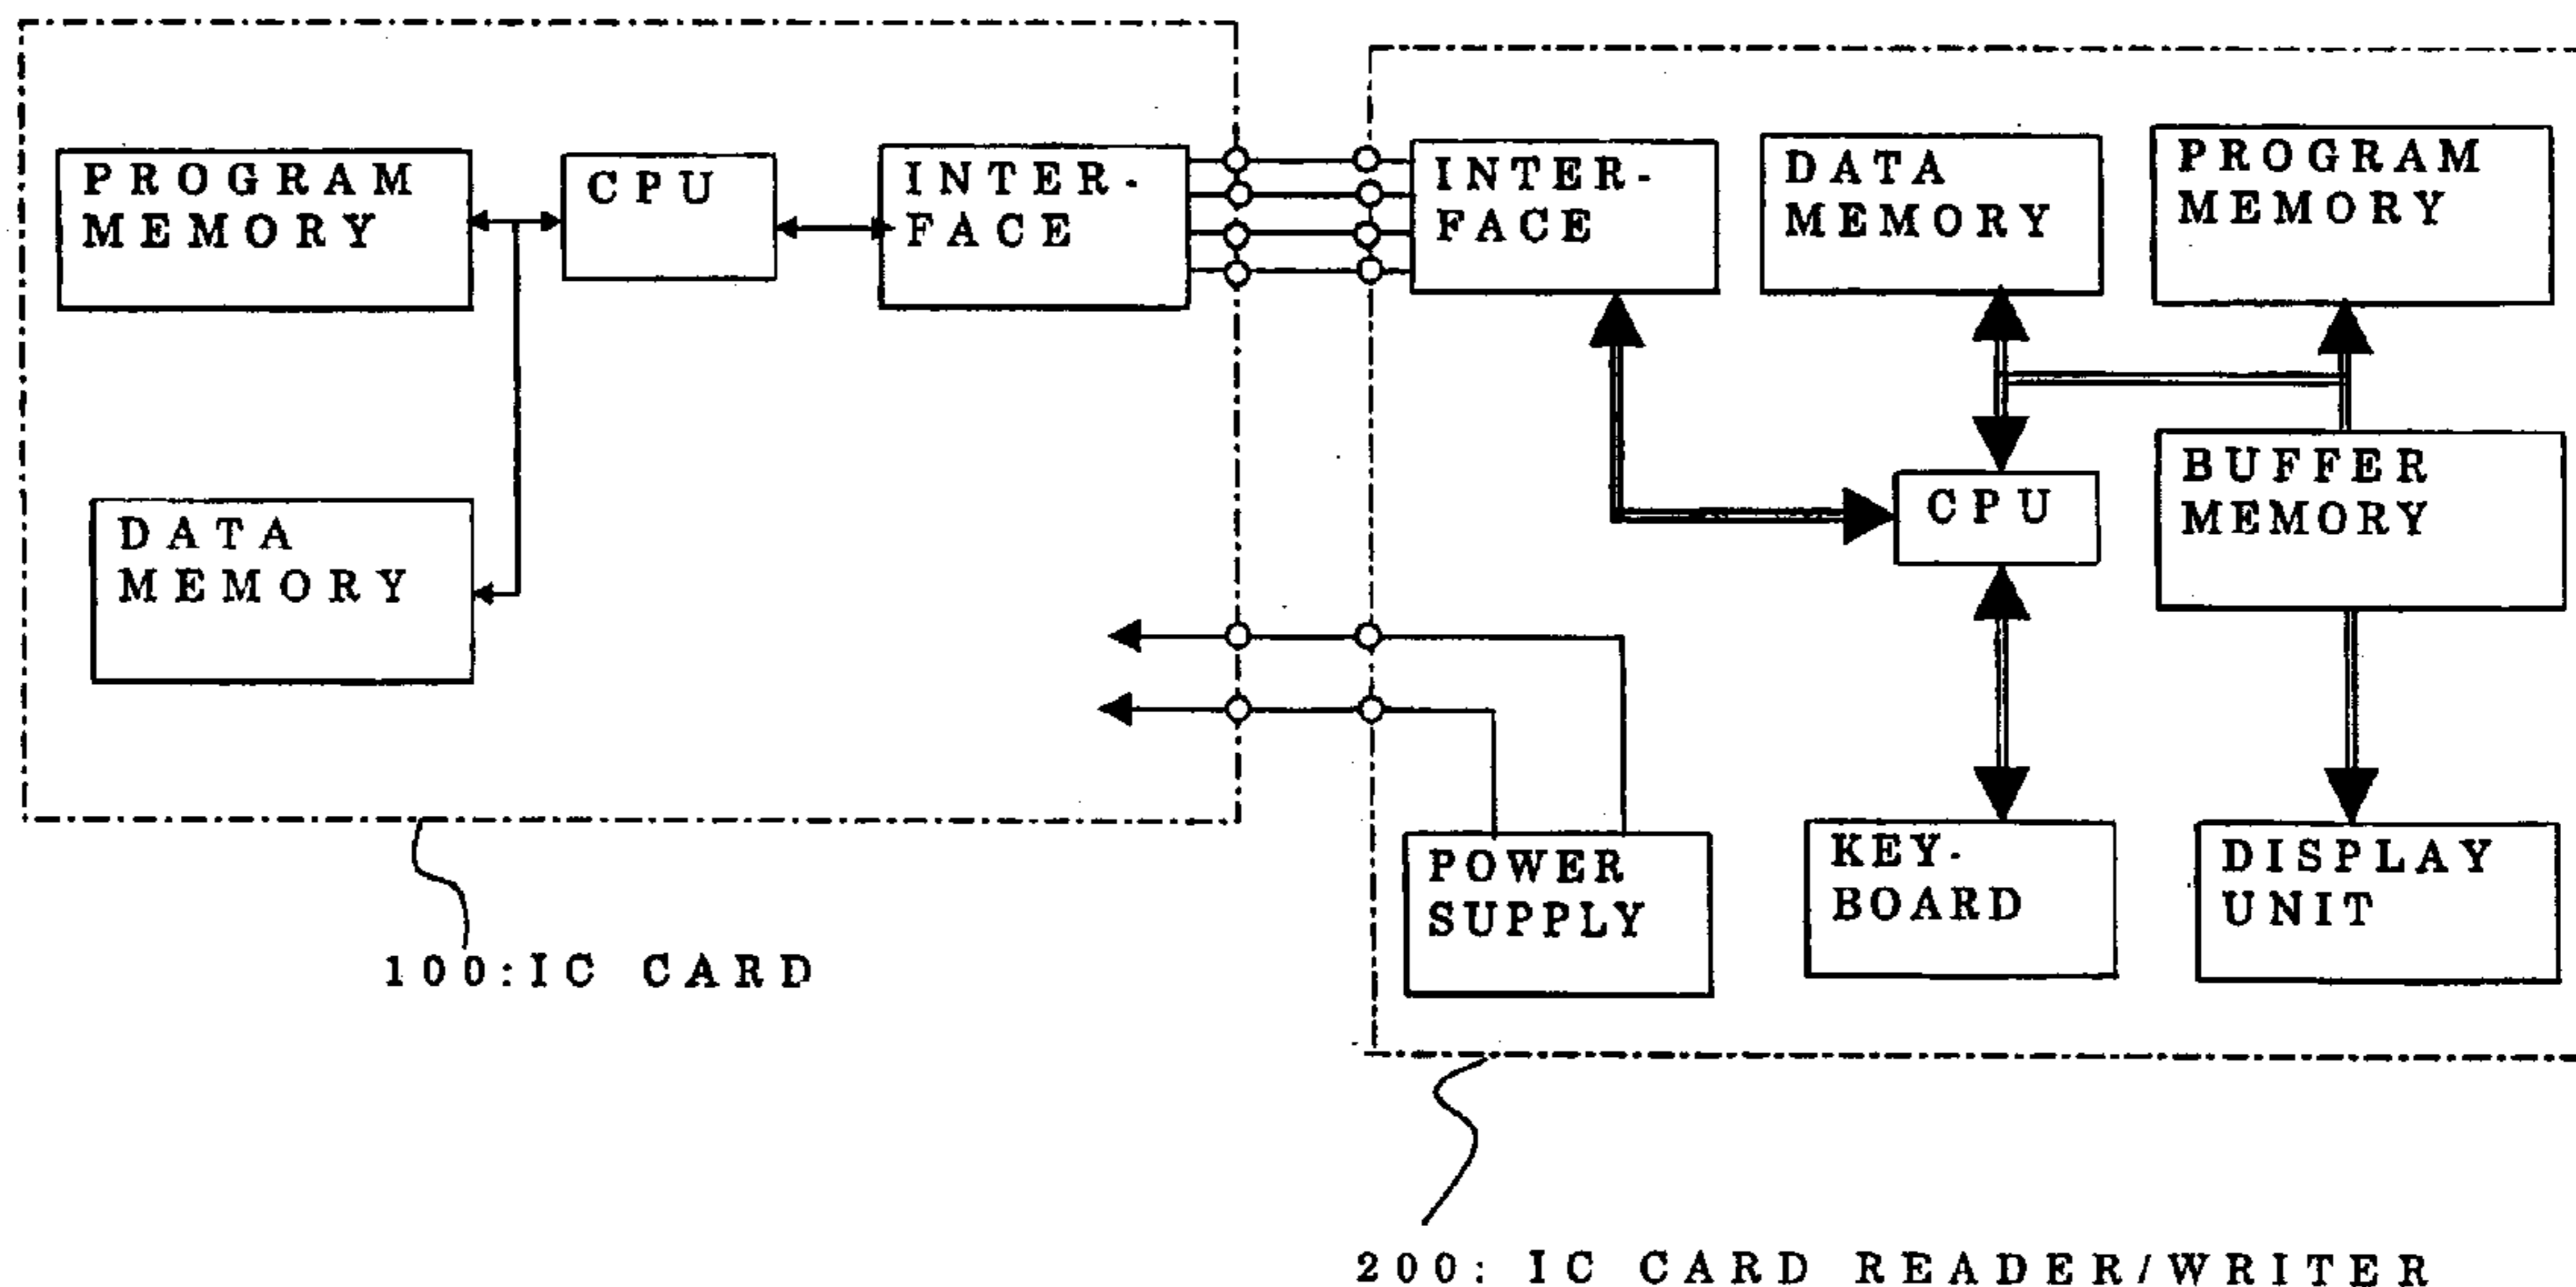 PROGRAM
MEMORY
CPU
INTER-
FACE
DATA
MEMORY
100:IC CARD
INTER-
FACE
DATA
MEMORY
PROGRAM
MEMORY
CPU
BUFFER
MEMORY
POWER
SUPPLY
KEY-
BOARD
DISPLAY
UNIT
200: IC CARD READER/WRITER